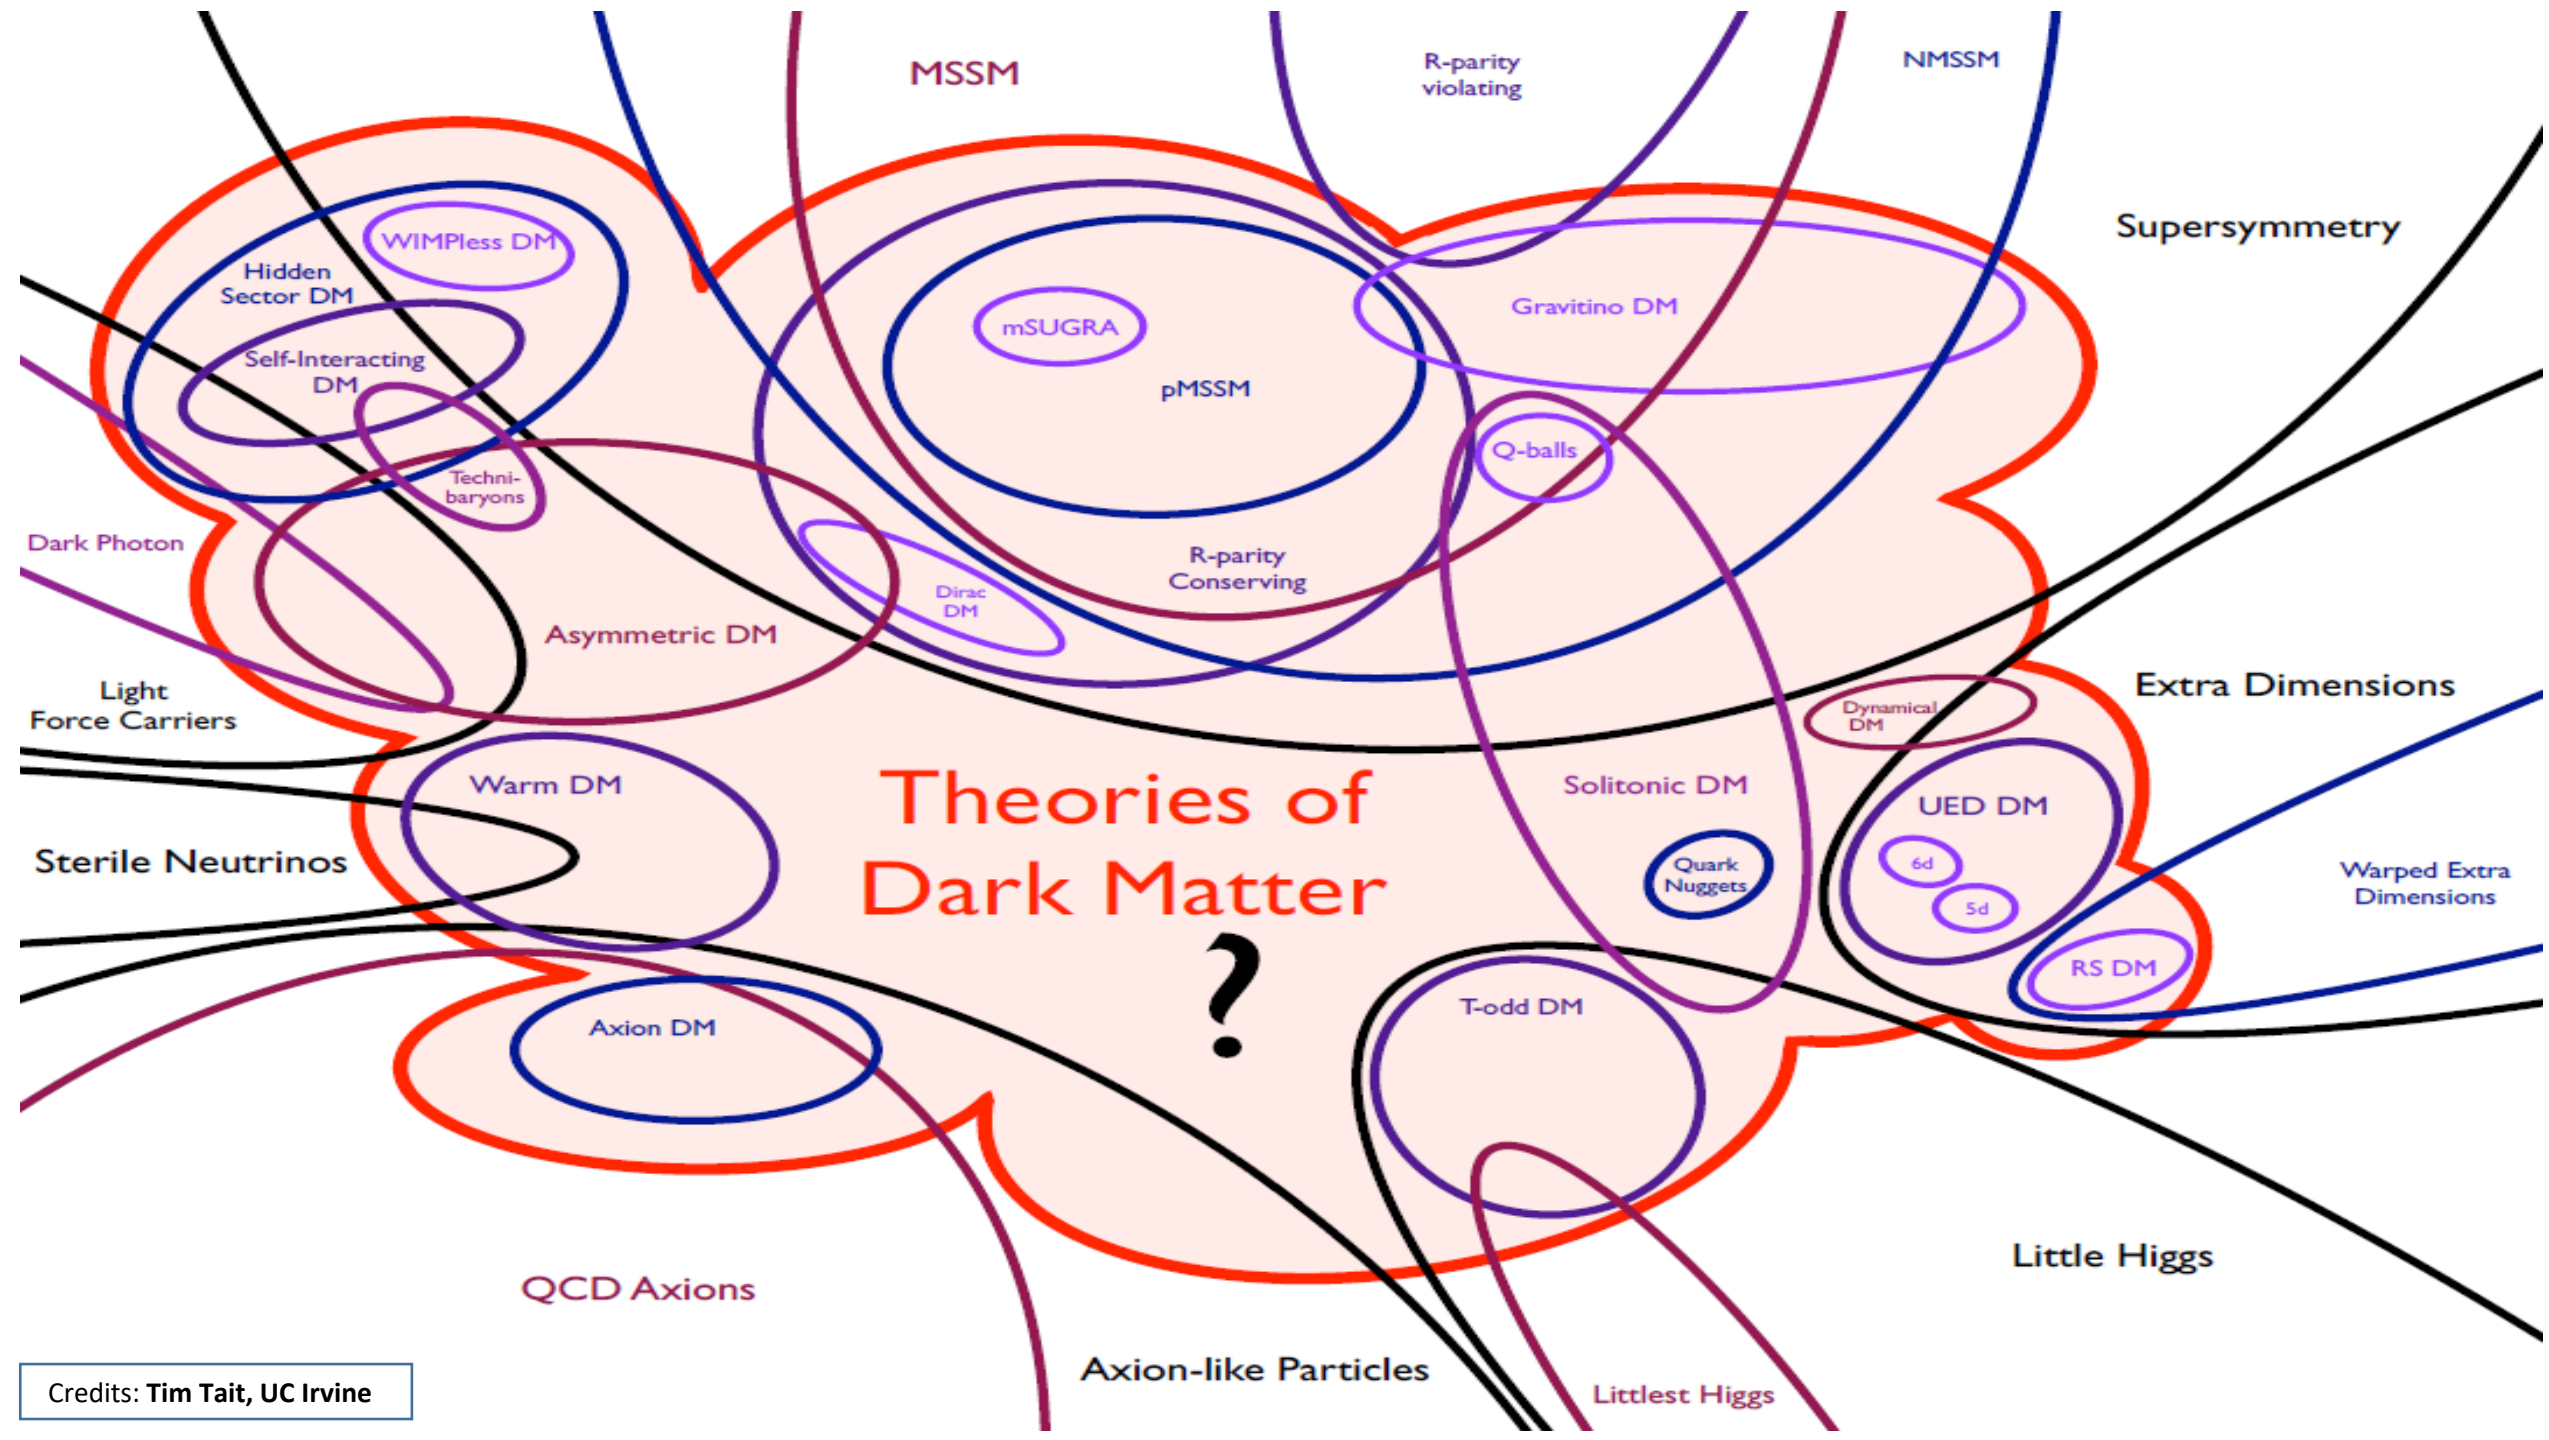 MSSM
R-parity
violating
NMSSM
Supersymmetry
WIMPless DM
Hidden
Sector DM
Self-Interacting
DM
mSUGRA
pMSSM
Gravitino DM
Q-balls
Techni-
baryons
Dark Photon
R-parity
Conserving
Dirac
DM
Asymmetric DM
Light
Force Carriers
Extra Dimensions
Dynamical
DM
Warm DM
Theories of
Dark Matter
?
Solitonic DM
UED DM
Sterile Neutrinos
Quark
Nuggets
6d
5d
Warped Extra
Dimensions
RS DM
Axion DM
T-odd DM
Little Higgs
QCD Axions
Axion-like Particles
Littlest Higgs
Credits: Tim Tait, UC Irvine